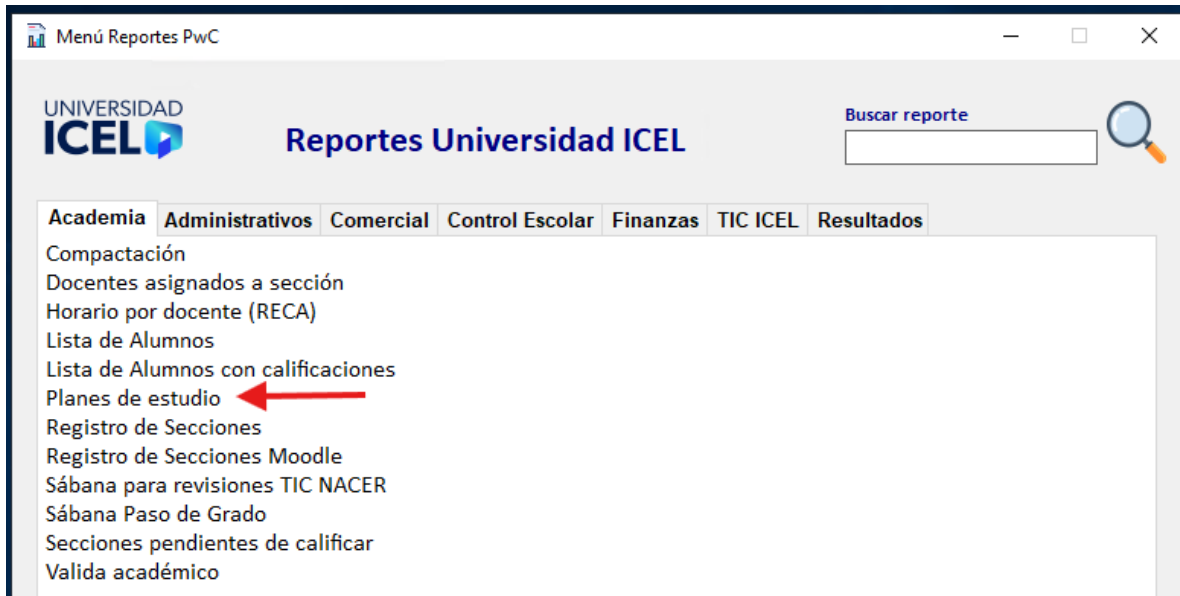 Menú Reportes PwC
UNIVERSIDAD
ICEL
Reportes Universidad ICEL
Buscar reporte
Academia Administrativos Comercial Control Escolar Finanzas TIC ICEL Resultados
Compactación
Docentes asignados a sección
Horario por docente (RECA)
Lista de Alumnos
Lista de Alumnos con calificaciones
Planes de estudio
Registro de Secciones
Registro de Secciones Moodle
Sábana para revisiones TIC NACER
Sábana Paso de Grado
Secciones pendientes de calificar
Valida académico